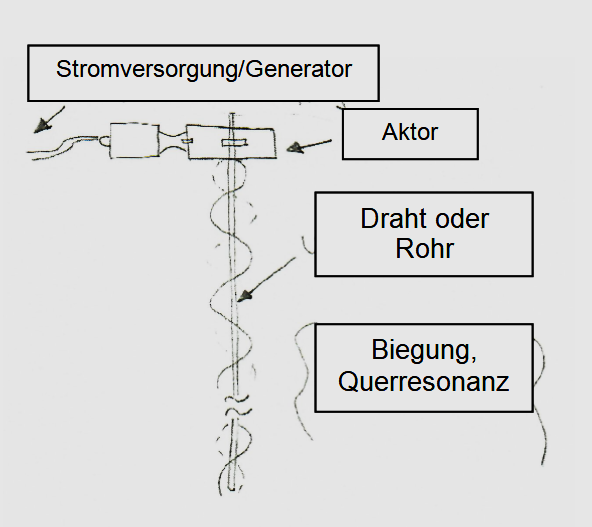 Stromversorgung/Generator
Aktor
Draht oder
Rohr
Biegung,
Querresonanz